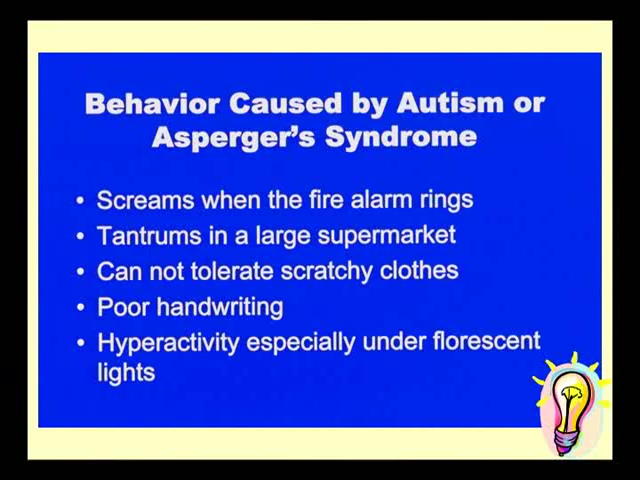 Behavior Caused by Autism or
Asperger's Syndrome
• Screams when the fire alarm rings
• Tantrums in a large supermarket
• Can not tolerate scratchy clothes
• Poor handwriting
• Hyperactivity especially under florescent
lights